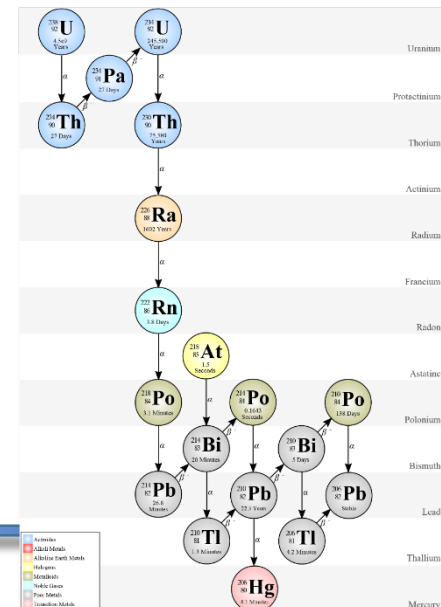 238
92
U
4.5e9
Years
234
92
U
245,500
Years
Uranium
234
91
Pa
27 Days
Protactinium
α
β⁻
α
234
90
Th
27 Days
230
90
Th
75,380
Years
Thorium
α
Actinium
226
88
Ra
1602 Years
Radium
α
Francium
222
86
Rn
3.8 Days
Radon
α
218
85
At
1.5
Seconds
Astatine
218
84
Po
3.1 Minutes
α
214
84
Po
0.1643
Seconds
210
84
Po
138 Days
Polonium
α
β⁻
α
β⁻
α
214
83
Bi
20 Minutes
210
83
Bi
5 Days
Bismuth
214
82
Pb
26.8
Minutes
β⁻
α
210
82
Pb
22.3 Years
β⁻
α
206
82
Pb
Stable
Lead
210
81
Tl
1.3 Minutes
β⁻
α
206
81
Tl
4.2 Minutes
β⁻
Thallium
206
80
Hg
8.1 Minutes
Mercury
Actinides
Alkali Metals
Alkaline Earth Metals
Halogens
Metalloids
Noble Gases
Poor Metals
Transition Metals